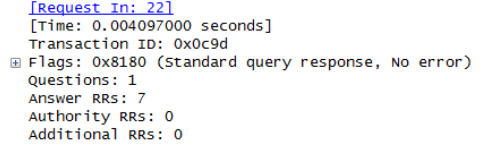 [Request In: 22]
[Time: 0.004097000 seconds]
Transaction ID: 0x0c9d
Flags: 0x8180 (Standard query response, No error)
Questions: 1
Answer RRs: 7
Authority RRs: 0
Additional RRs: 0